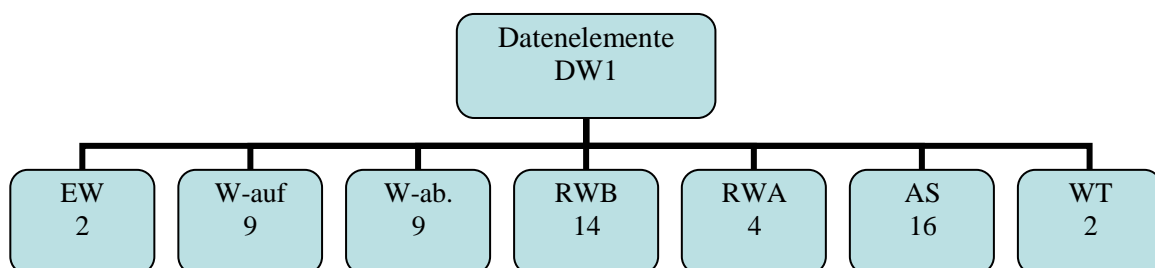 Datenelemente
DW1
EW
2
W-auf
9
W-ab.
9
RWB
14
RWA
4
AS
16
WT
2